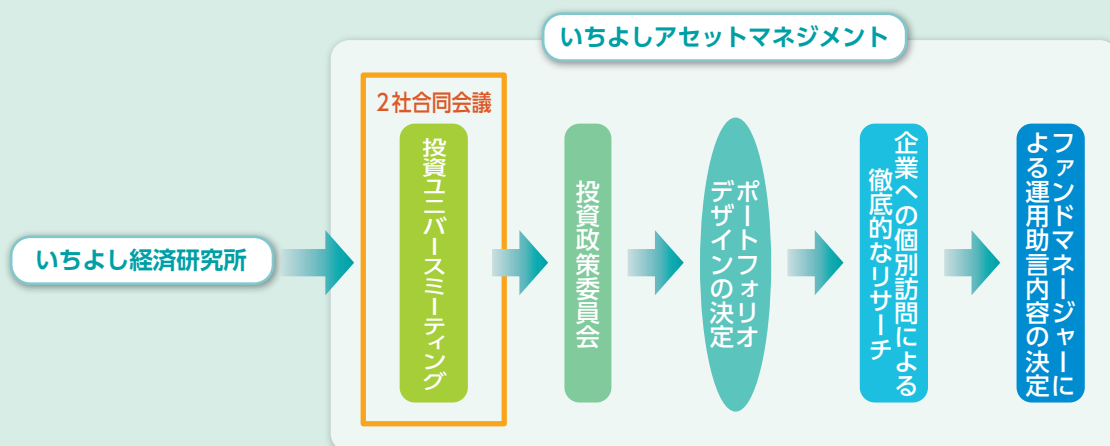 いちよしアセットマネジメント
いちよし経済研究所
2社合同会議
投資ユニバースミーティング
投資政策委員会
ポートフォリオ
デザインの決定
企業への個別訪問による
徹底的なリサーチ
ファンドマネージャーに
よる運用助言内容の決定